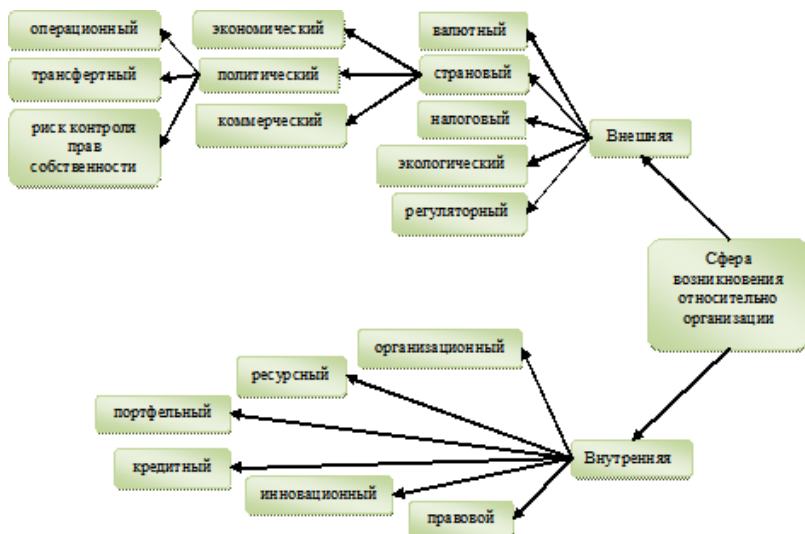 операционный
экономический
валютный
трансфертный
политический
страновый
риск контроля
прав
собственности
коммерческий
налоговый
Внешняя
экологический
регуляторный
Сфера
возникновения
относительно
организации
организационный
ресурсный
портфельный
кредитный
Внутренняя
инновационный
правовой